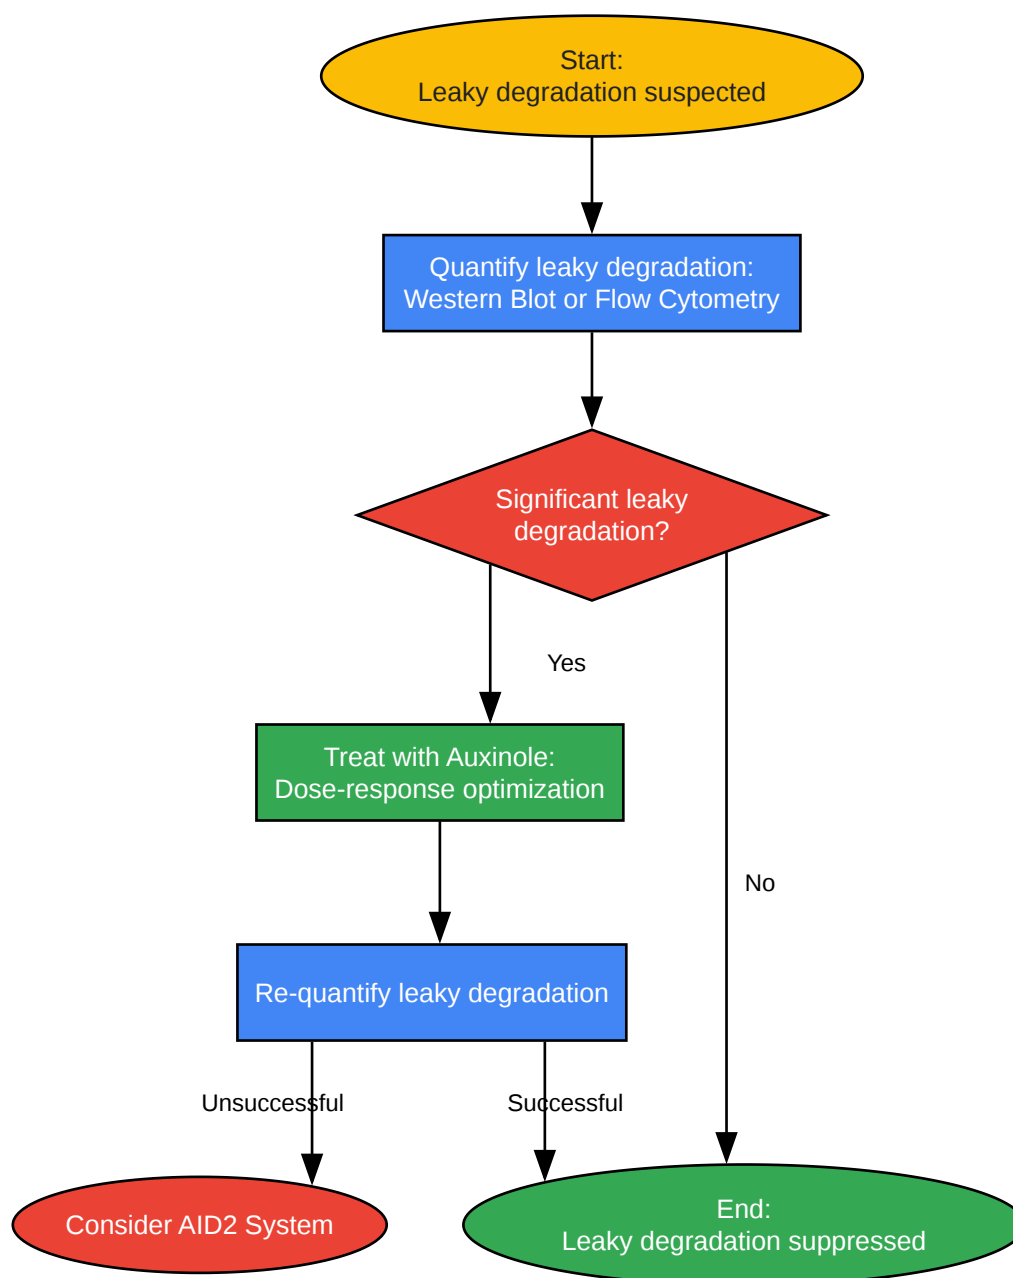 Start:
Leaky degradation suspected
Quantify leaky degradation:
Western Blot or Flow Cytometry
Significant leaky
degradation?
Yes
Treat with Auxinole:
Dose-response optimization
No
Re-quantify leaky degradation
Unsuccessful
Successful
Consider AID2 System
End:
Leaky degradation suppressed